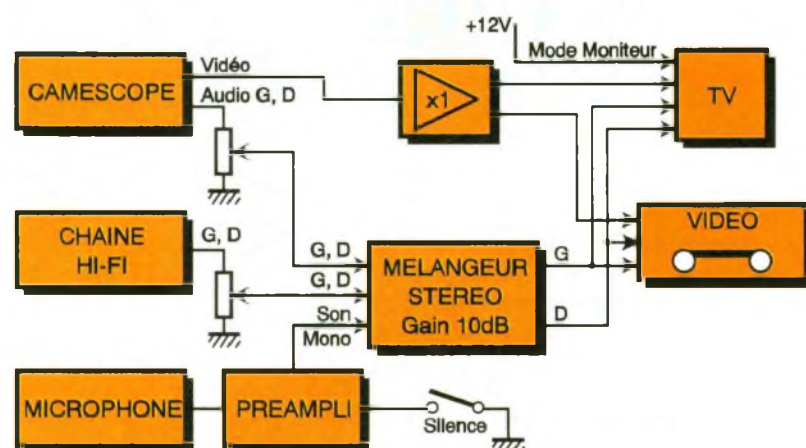 +12V
Mode Moniteur
CAMESCOPE
Vidéo
Audio G, D
x1
TV
CHAINE
HI-FI
G, D
G, D
G, D
Son
Mono
MELANGEUR
STEREO
Gain 10dB
G
D
VIDEO
MICROPHONE
PREAMPLI
Silence